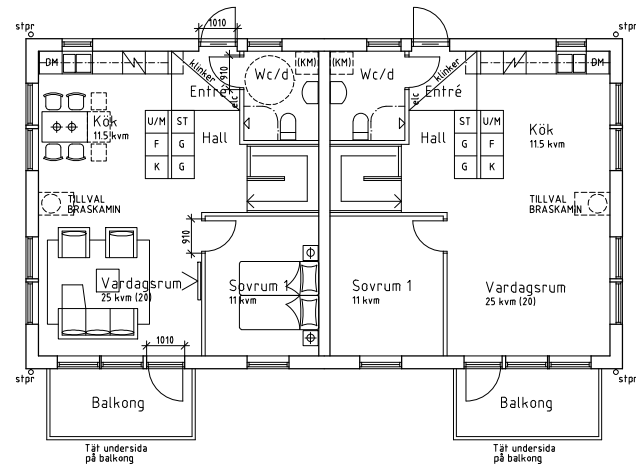 stpr
1010
stpr
DM
klinker
910
Wc/d
(KM)
(KM)
Wc/d
klinker
DM
Entré
elc
elc
Entré
Kök
11.5 kvm
U/M
ST
F
G
K
G
Hall
Hall
ST
U/M
G
F
G
K
Kök
11.5 kvm
TILLVAL
BRASKAMIN
TILLVAL
BRASKAMIN
910
Vardagsrum
25 kvm (20)
Sovrum 1
11 kvm
Sovrum 1
11 kvm
Vardagsrum
25 kvm (20)
1010
stpr
stpr
Balkong
Balkong
Tät undersida
på balkong
Tät undersida
på balkong